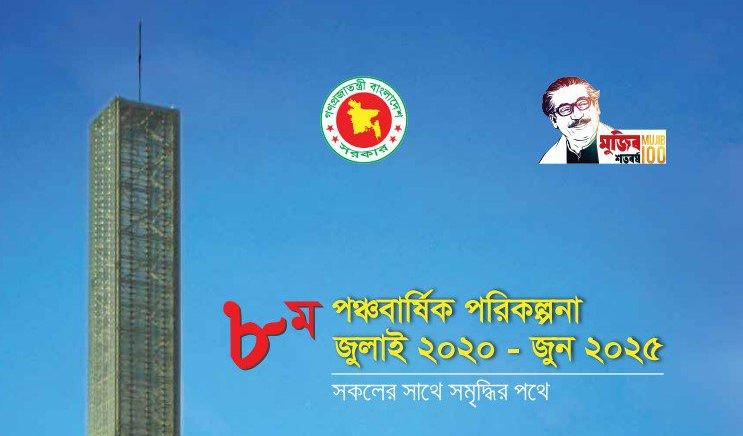 গণপ্রজাতন্ত্রী বাংলাদেশ
সরকার
মুজিব
শতবর্ষ
MUJIB
100
৮ম
পঞ্চবার্ষিক পরিকল্পনা
জুলাই ২০২০ - জুন ২০২৫
সকলের সাথে সমৃদ্ধির পথে